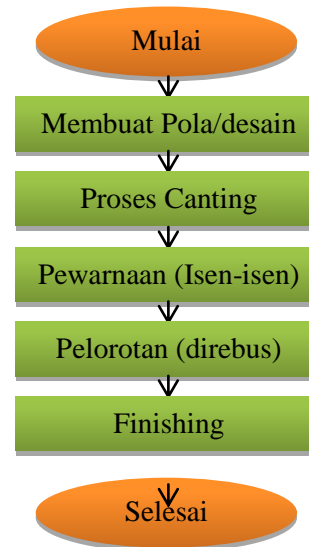 Mulai
Membuat Pola/desain
Proses Canting
Pewarnaan (Isen-isen)
Pelorotan (direbus)
Finishing
Selesai